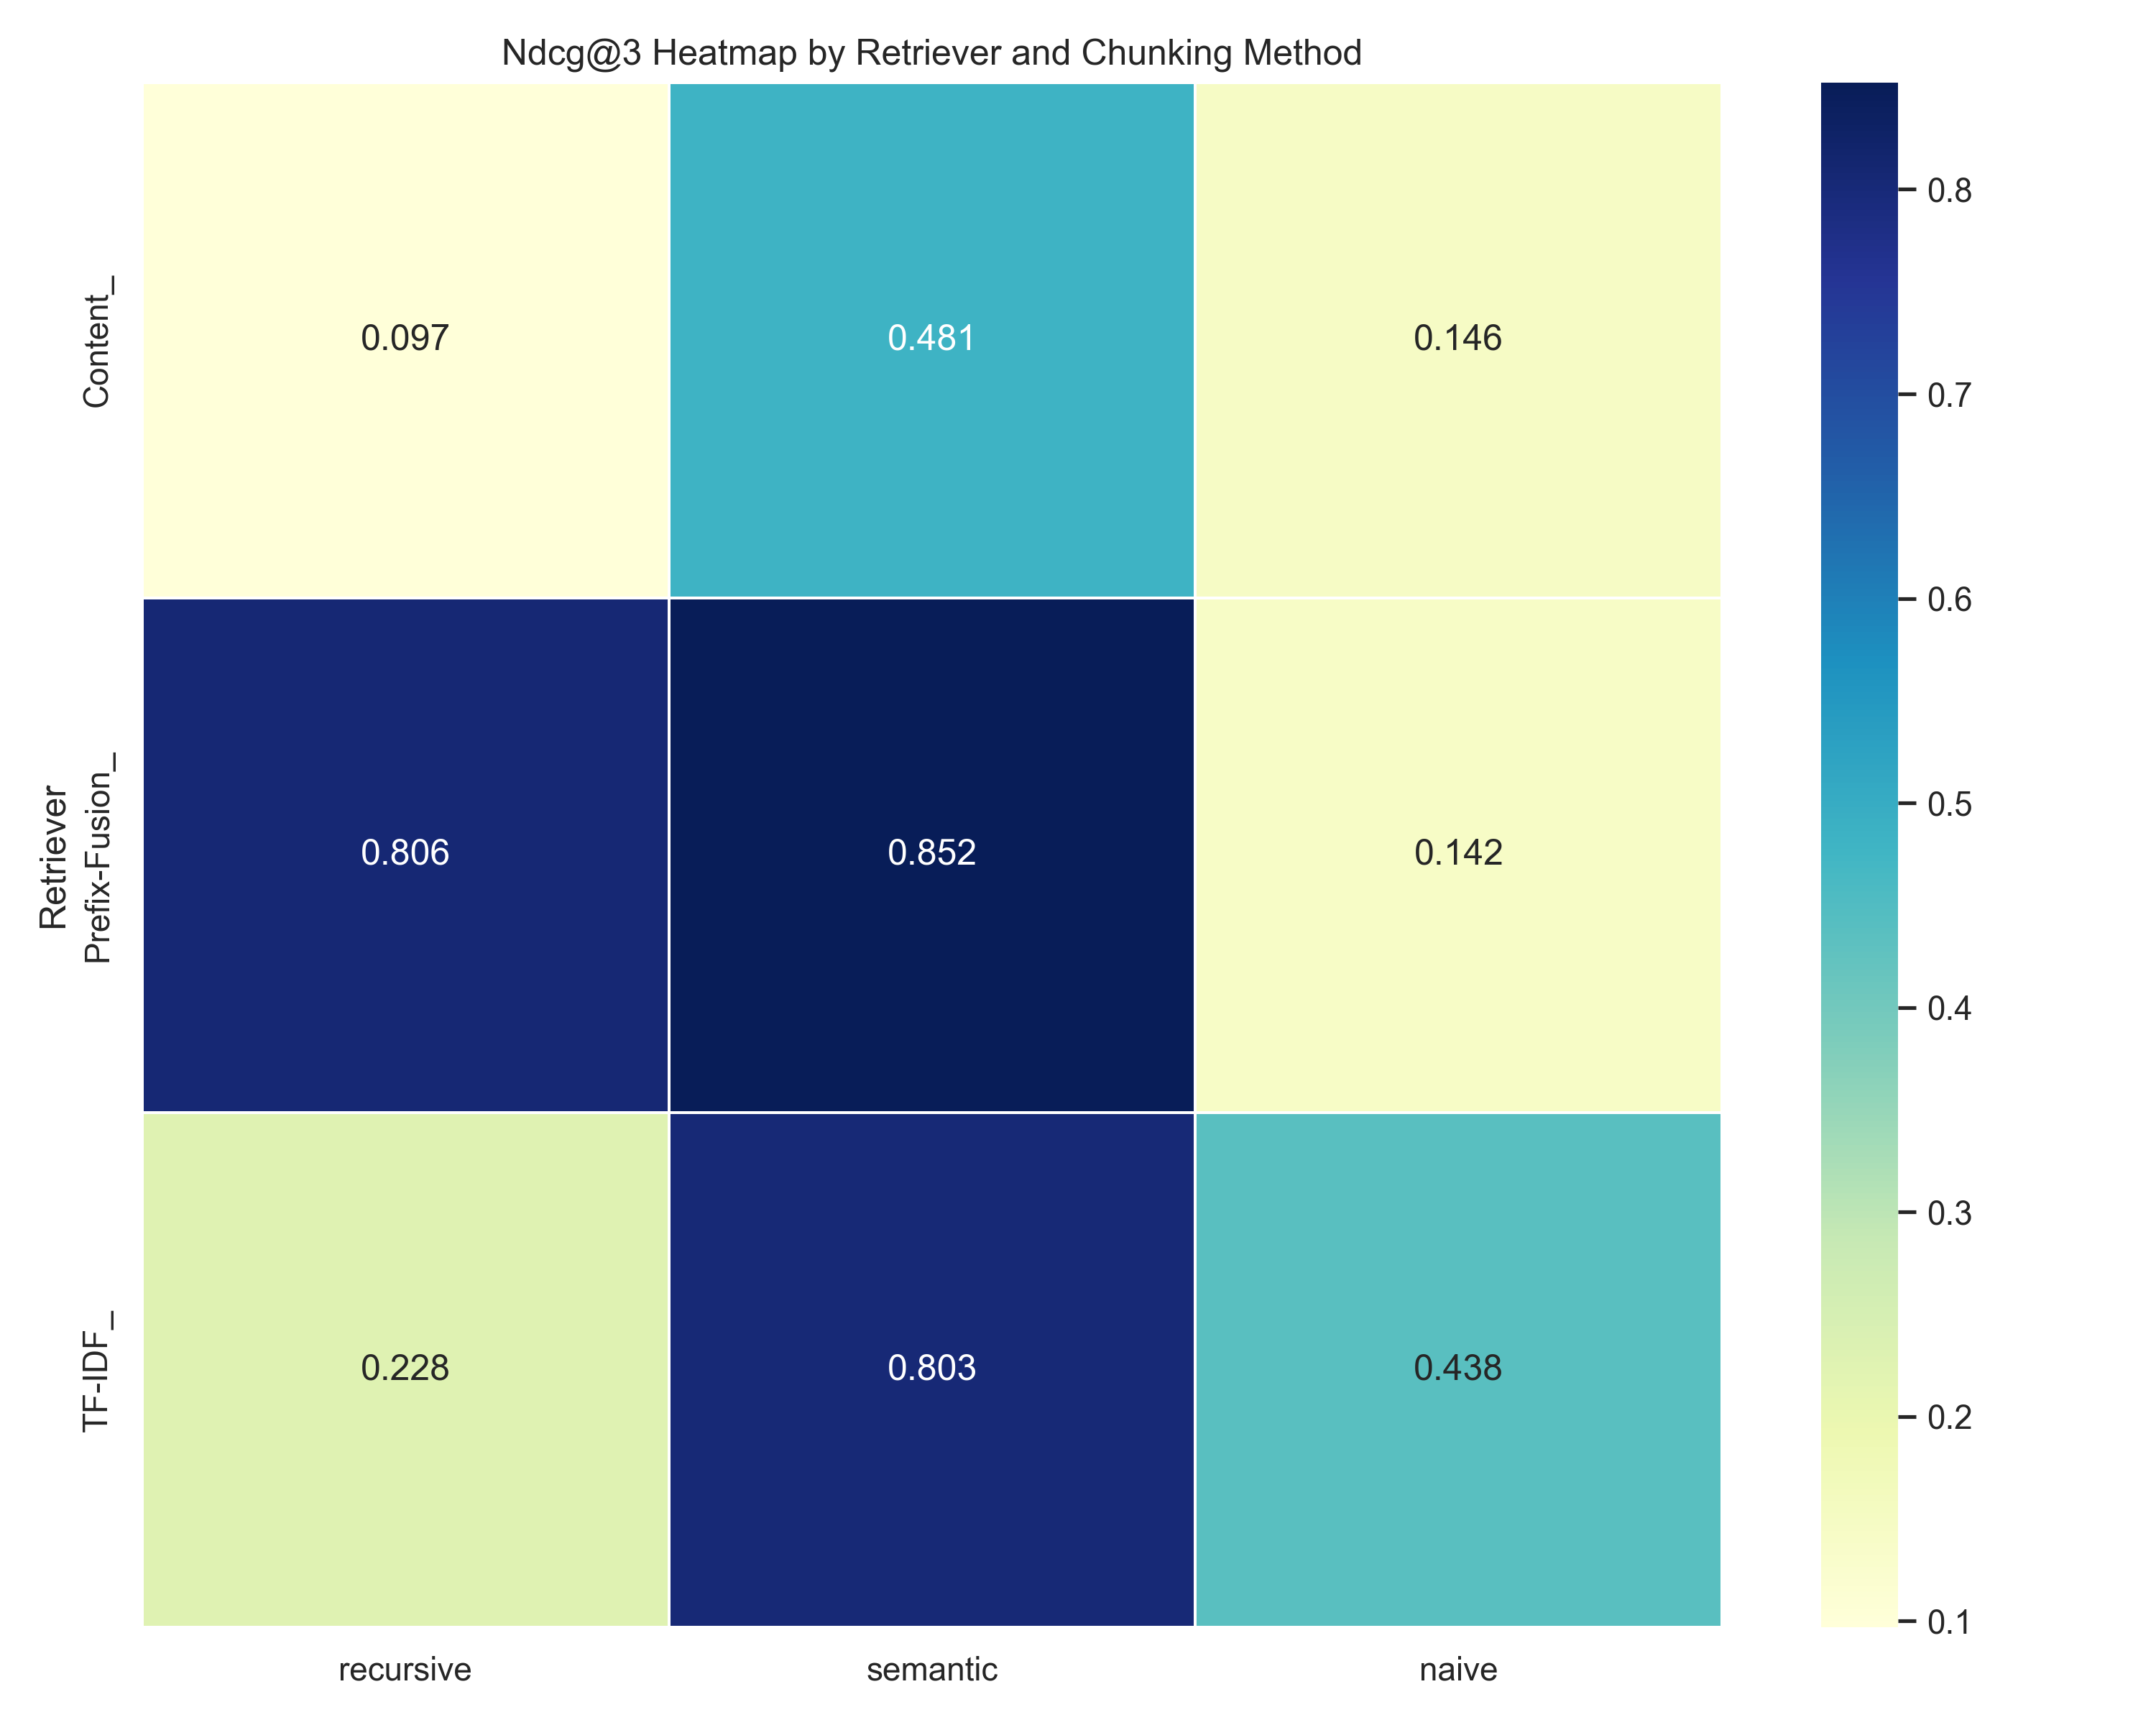 Ndcg@3 Heatmap by Retriever and Chunking Method
Retriever
Content_
0.097
0.481
0.146
Prefix-Fusion_
0.806
0.852
0.142
TF-IDF_
0.228
0.803
0.438
recursive
semantic
naive
0.8
0.7
0.6
0.5
0.4
0.3
0.2
0.1